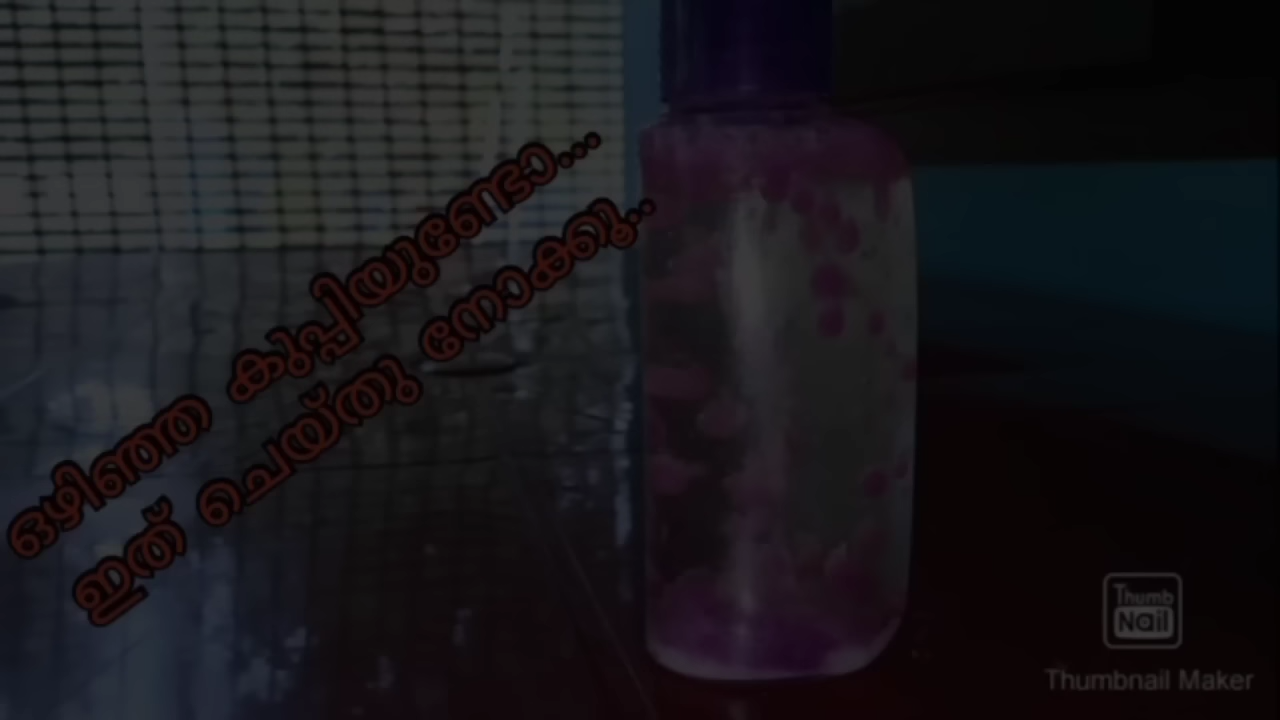 ഒഴിഞ്ഞ കുപ്പിയുണ്ടോ...
ഇത് ചെയ്തു നോക്കൂ..
Thumb
Nail
Thumbnail Maker